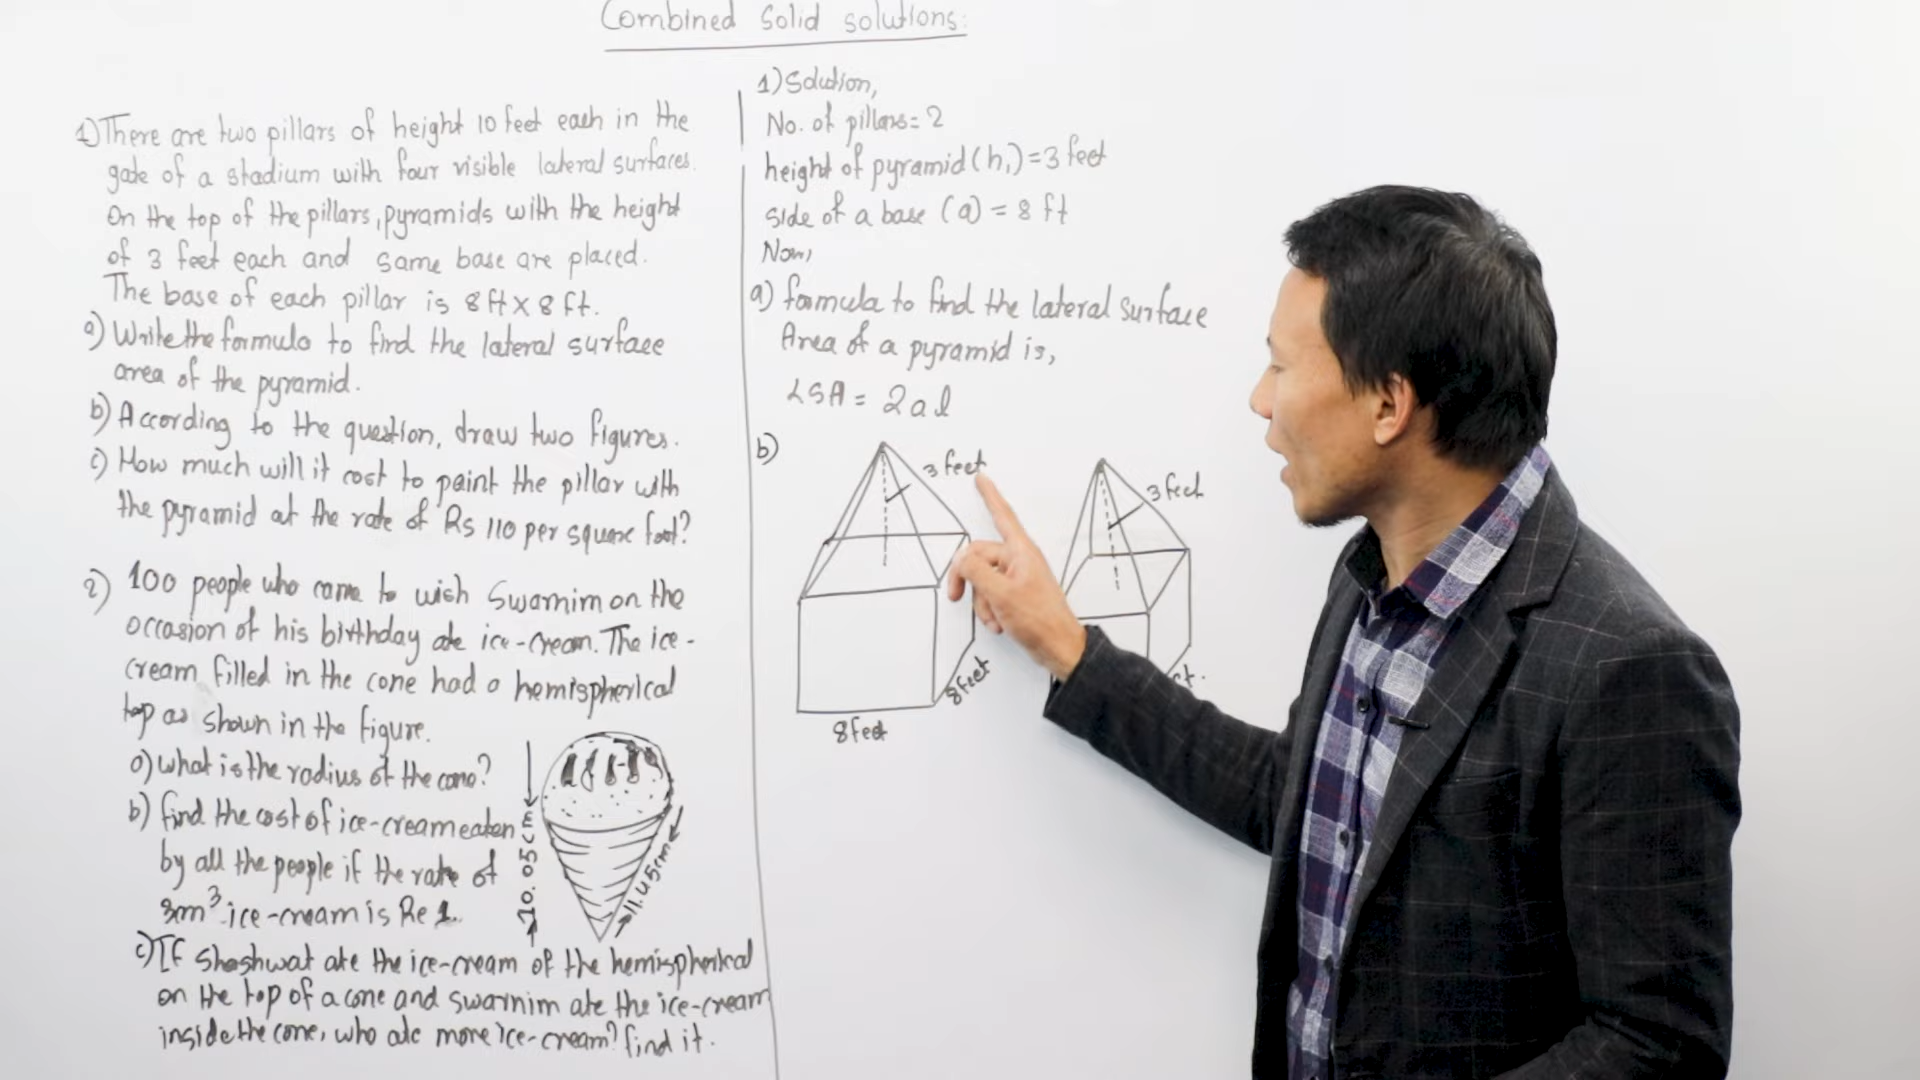 Combined Solid solutions:
1) There are two pillars of height 10 feet each in the
gate of a stadium with four visible lateral surfaces.
On the top of the pillars, pyramids with the height
of 3 feet each and same base are placed.
The base of each pillar is 8 ft X 8 ft.
a) Write the formula to find the lateral surface
area of the pyramid.
b) According to the question, draw two figures.
c) How much will it cost to paint the pillar with
the pyramid at the rate of Rs 110 per square foot?
2) 100 people who came to wish Swarnim on the
occasion of his birthday ate ice-cream. The ice-
cream filled in the cone had a hemispherical
top as shown in the figure.
a) What is the radius of the cone?
b) find the cost of ice-cream eaten
by all the people if the rate of
3cm³ ice-cream is Re 1.
c) If Shashwat ate the ice-cream of the hemispherical
on the top of a cone and swarnim ate the ice-cream
inside the cone, who ate more ice-cream? find it.
10.05cm
11.45cm
1) Solution,
No. of pillars = 2
height of pyramid (h₁) = 3 feet
side of a base (a) = 8 ft
Now,
a) formula to find the lateral surface
Area of a pyramid is,
LSA = 2al
b)
3 feet
8 feet
8 feet
3 feet